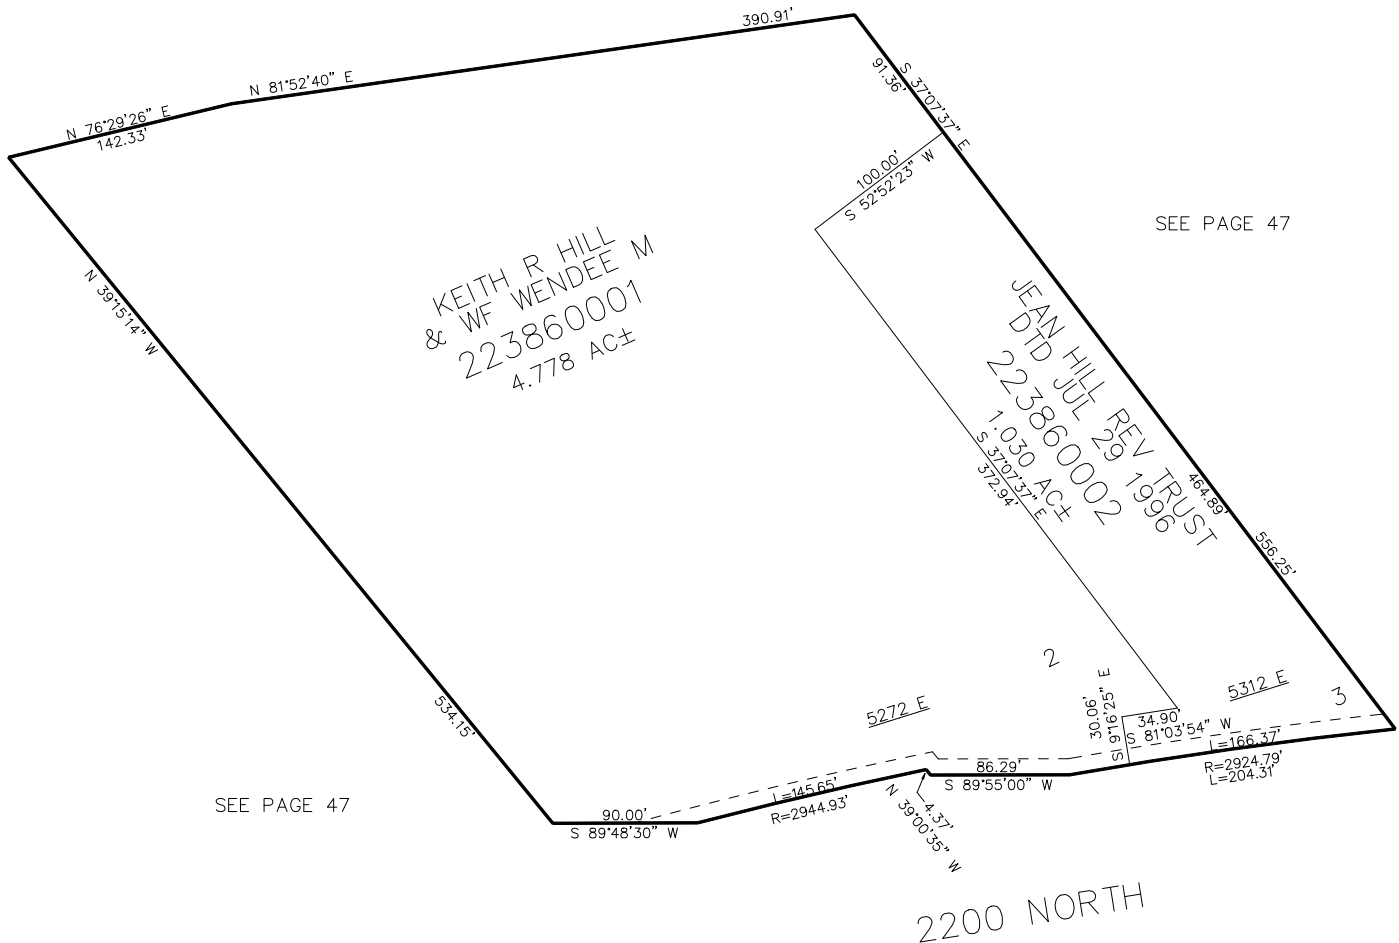 390.91'
N 81°52'40" E
N 76°29'26" E
142.33'
S 37°07'37" E
91.36'
100.00'
S 52°52'23" W
SEE PAGE 47
KEITH R HILL
& WF WENDEE M
223860001
4.778 AC±
N 39°15'14" W
JEAN HILL REV TRUST
DTD JUL 29 1996
223860002
1.030 AC±
S 37°07'37" E
372.94'
464.89'
556.25'
534.15'
2
3
5272 E
5312 E
30.06'
S1 9°16'25" E
34.90'
S 81°03'54" W
L=166.37'
R=2924.79'
L=204.31'
86.29'
S 89°55'00" W
L=145.65'
R=2944.93'
4.37'
N 39°00'35" W
SEE PAGE 47
90.00'
S 89°48'30" W
2200 NORTH